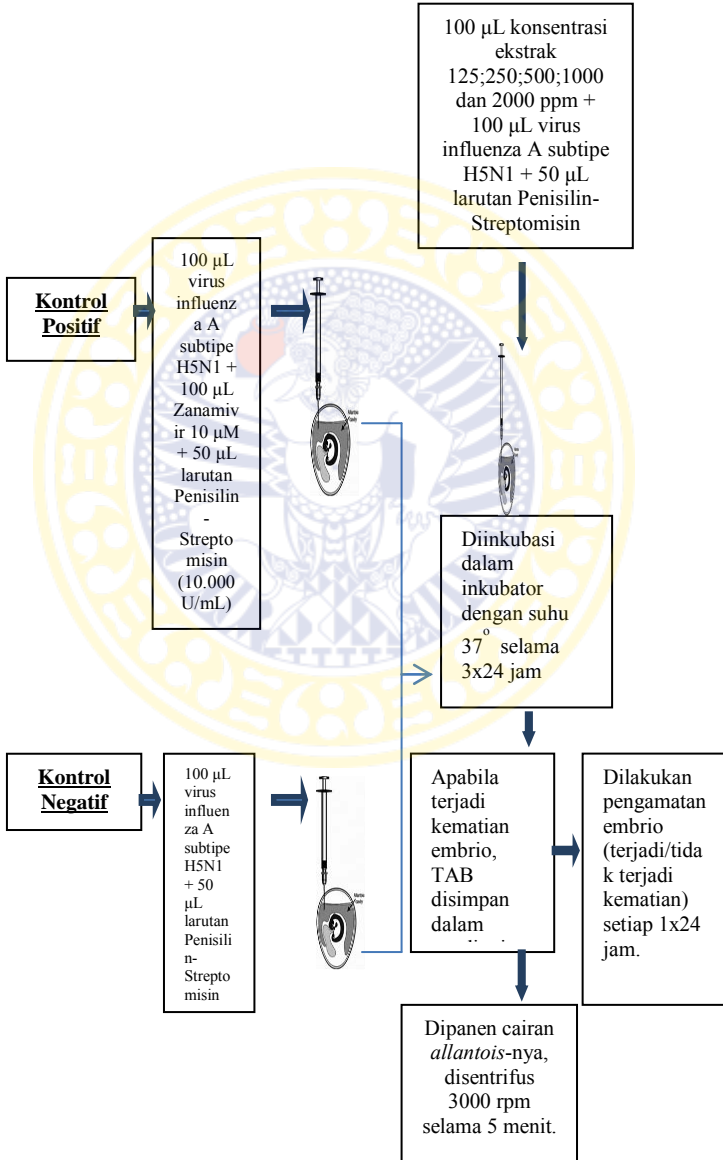 100 µL konsentrasi
ekstrak
125;250;500;1000
dan 2000 ppm +
100 µL virus
influenza A subtipe
H5N1 + 50 µL
larutan Penisilin-
Streptomisin
Kontrol
Positif
100 µL
virus
influenz
a A
subtipe
H5N1 +
100 µL
Zanamiv
ir 10 µM
+ 50 µL
larutan
Penisilin
-
Strepto
misin
(10.000
U/mL)
Diinkubasi
dalam
inkubator
dengan suhu
37° selama
3x24 jam
Kontrol
Negatif
100 µL
virus
influen
za A
subtipe
H5N1
+ 50
µL
larutan
Penisili
n-
Strepto
misin
Apabila
terjadi
kematian
embrio,
TAB
disimpan
dalam
Dilakukan
pengamatan
embrio
(terjadi/tida
k terjadi
kematian)
setiap 1x24
jam.
Dipanen cairan
allantois-nya,
disentrifus
3000 rpm
selama 5 menit.